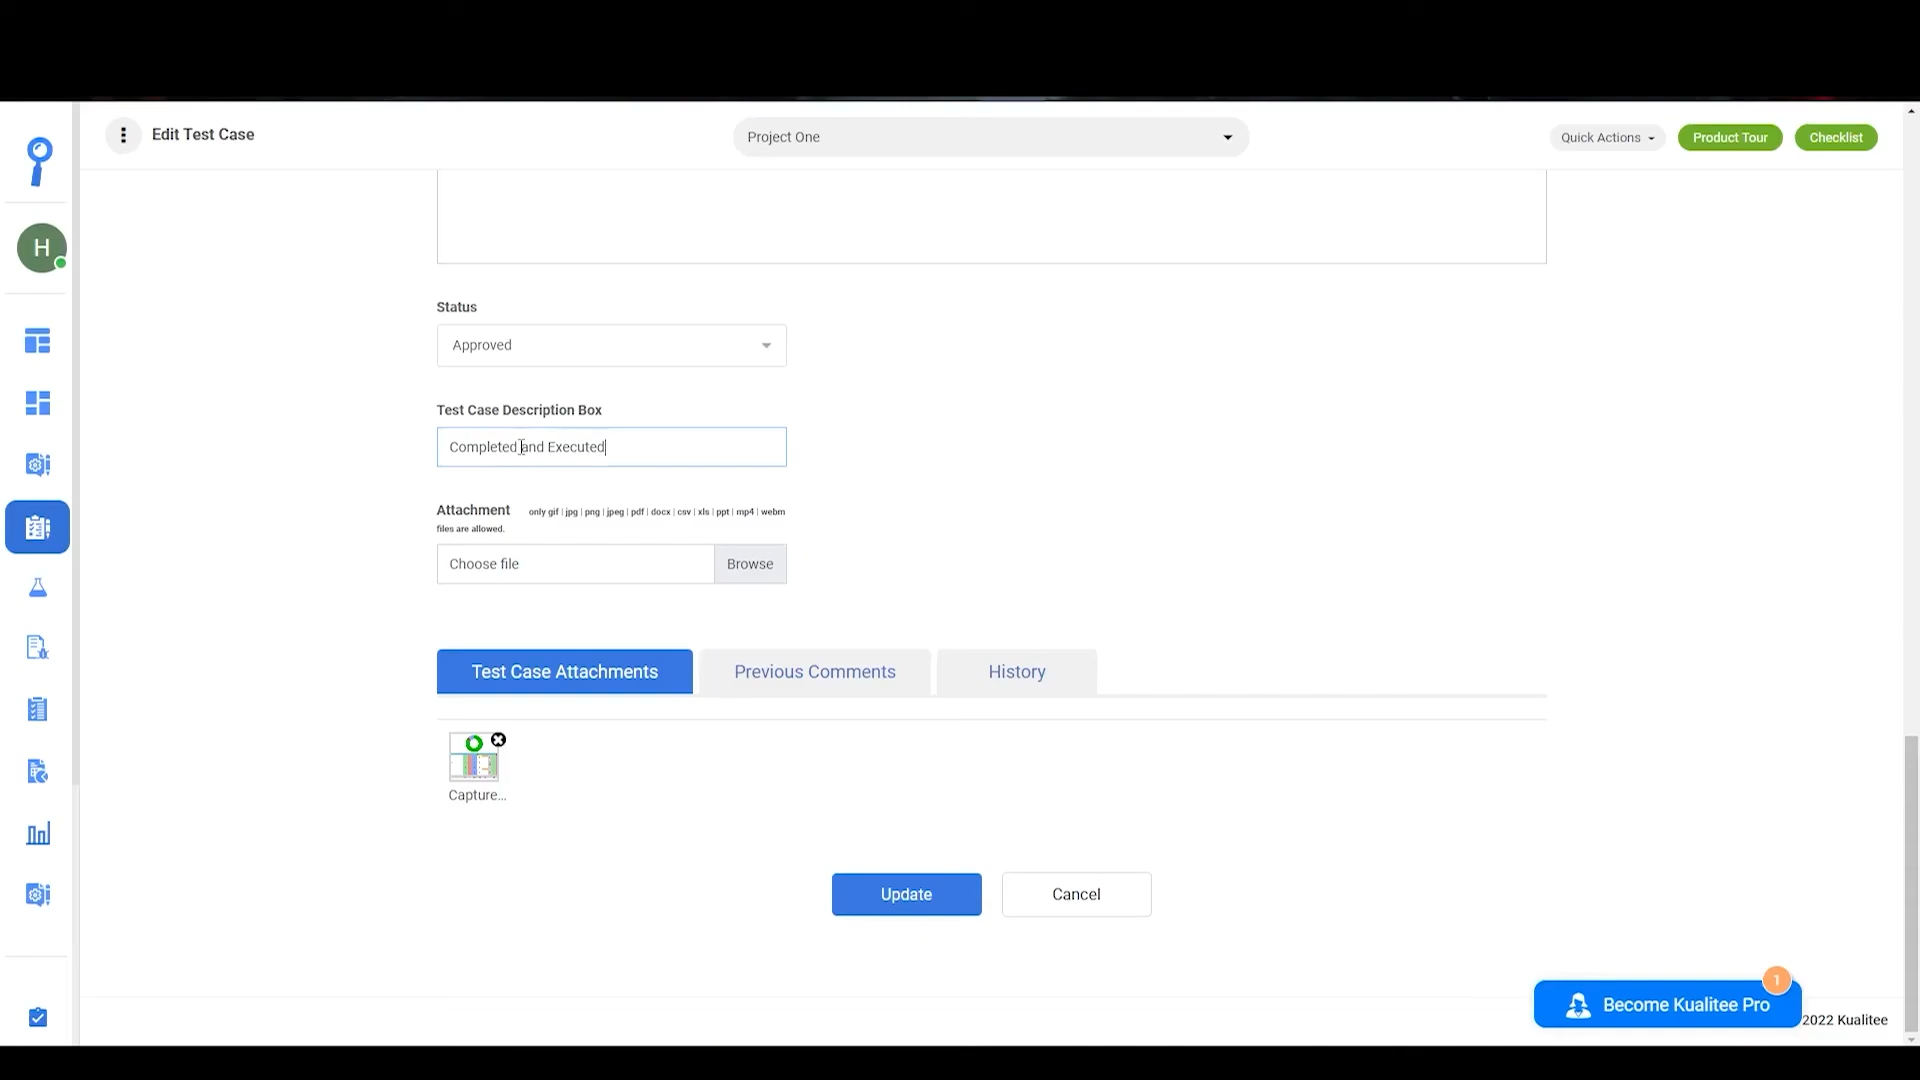 Edit Test Case
Project One
Quick Actions
Product Tour
Checklist
H
Status
Approved
Test Case Description Box
Completed and Executed
Attachment only gif | jpg | png | jpeg | pdf | docx | csv | xls | ppt | mp4 | webm
files are allowed.
Choose file
Browse
Test Case Attachments
Previous Comments
History
Capture...
Update
Cancel
1
Become Kualitee Pro
2022 Kualitee